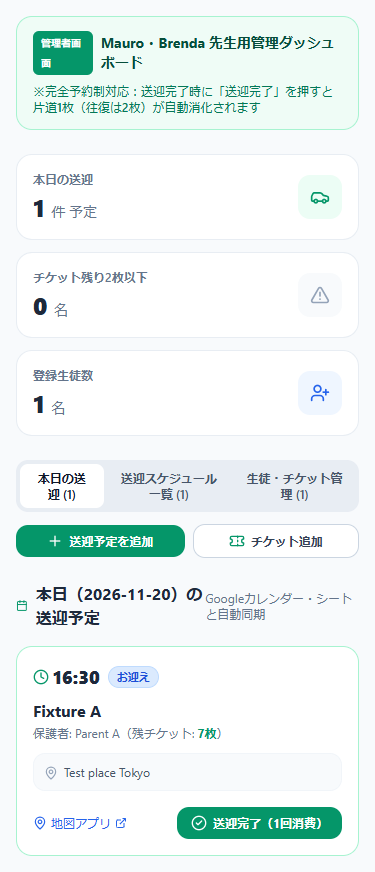 管理者画面
Mauro・Brenda 先生用管理ダッシュボード
※完全予約制対応：送迎完了時に「送迎完了」を押すと
片道1枚（往復は2枚）が自動消化されます
本日の送迎
1 件 予定
チケット残り2枚以下
0 名
登録生徒数
1 名
本日の送迎 (1)
送迎スケジュール一覧 (1)
生徒・チケット管理 (1)
送迎予定を追加
チケット追加
本日（2026-11-20）の送迎予定
Googleカレンダー・シートと自動同期
16:30 お迎え
Fixture A
保護者: Parent A（残チケット: 7枚）
Test place Tokyo
地図アプリ
送迎完了（1回消費）